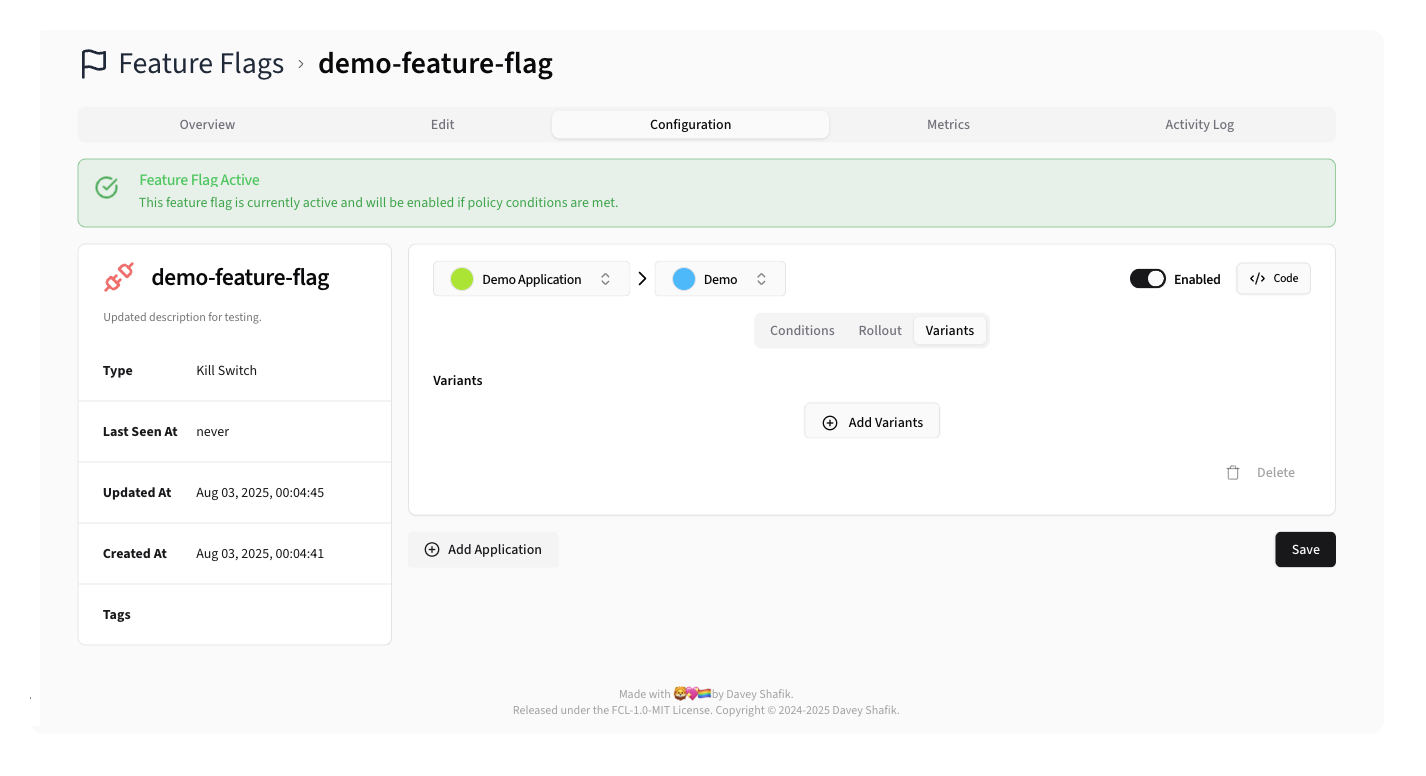 Feature Flags › demo-feature-flag
Overview Edit Configuration Metrics Activity Log
Feature Flag Active
This feature flag is currently active and will be enabled if policy conditions are met.
demo-feature-flag
Updated description for testing.
Type Kill Switch
Last Seen At never
Updated At Aug 03, 2025, 00:04:45
Created At Aug 03, 2025, 00:04:41
Tags
Demo Application Demo Enabled </> Code
Conditions Rollout Variants
Variants
Add Variants
Delete
Add Application Save
Made with 🦁💖🏳️‍🌈by Davey Shafik.
Released under the FCL-1.0-MIT License. Copyright © 2024-2025 Davey Shafik.